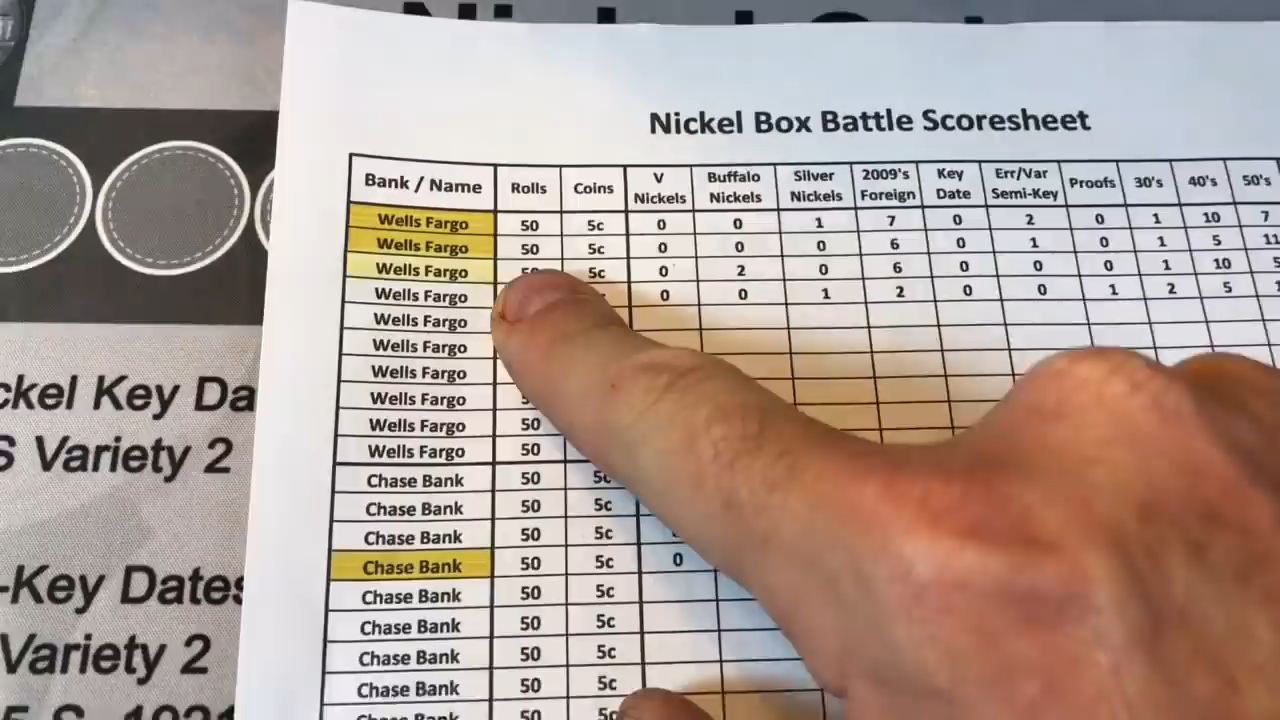 Nickel Box Battle Scoresheet
Bank / Name Rolls Coins V Nickels Buffalo Nickels Silver Nickels 2009's Foreign Key Date Err/Var Semi-Key Proofs 30's 40's 50's
Wells Fargo 50 5c 0 0 1 7 0 2 0 1 10 7
Wells Fargo 50 5c 0 0 0 6 0 1 0 1 5 11
Wells Fargo 50 5c 0 2 0 6 0 0 0 1 10 5
Wells Fargo 0 0 1 2 0 0 1 2 5
Wells Fargo
Wells Fargo
Wells Fargo
Wells Fargo
Wells Fargo 50
Wells Fargo 50
Chase Bank 50 5c
Chase Bank 50 5c
Chase Bank 50 5c
Chase Bank 50 5c 0
Chase Bank 50 5c
Chase Bank 50 5c
Chase Bank 50 5c
Chase Bank 50 5c
Chase Bank 50 5c
ckel Key Da
S Variety 2
-Key Dates
Variety 2